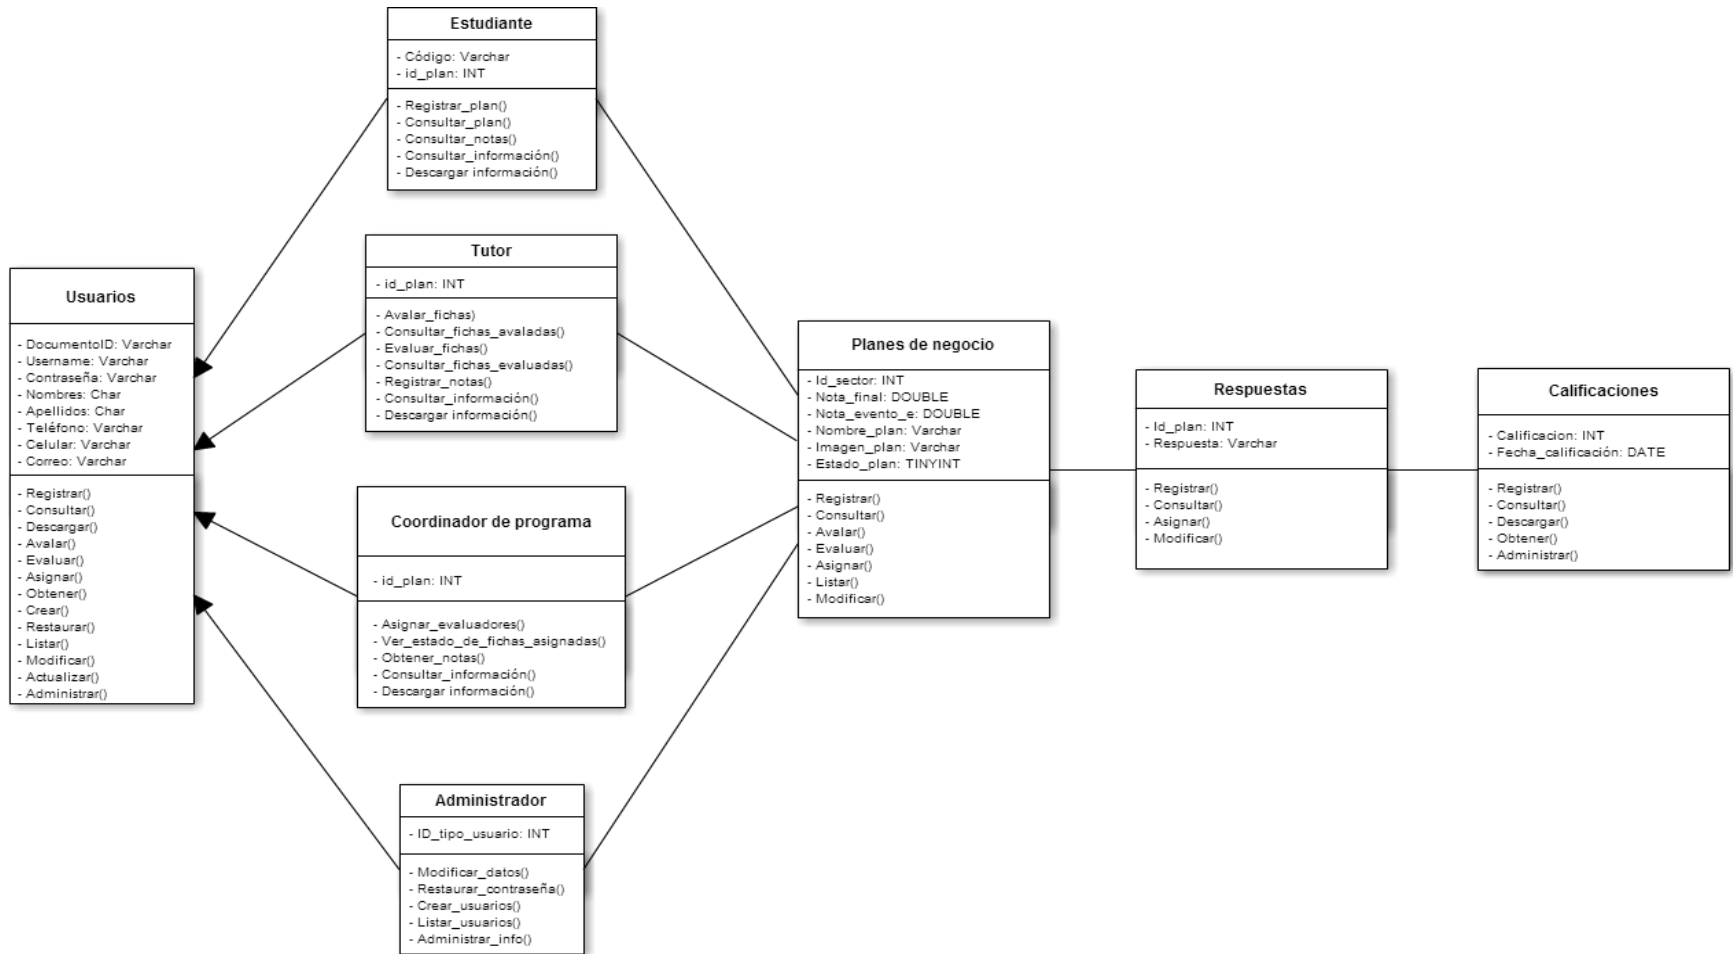 Estudiante
- Código: Varchar
- id_plan: INT
- Registrar_plan()
- Consultar_plan()
- Consultar_notas()
- Consultar_información()
- Descargar información()
Tutor
- id_plan: INT
- Avalar_fichas)
- Consultar_fichas_avaladas()
- Evaluar_fichas()
- Consultar_fichas_evaluadas()
- Registrar_notas()
- Consultar_información()
- Descargar información()
Usuarios
- DocumentoID: Varchar
- Username: Varchar
- Contraseña: Varchar
- Nombres: Char
- Apellidos: Char
- Teléfono: Varchar
- Celular: Varchar
- Correo: Varchar
- Registrar()
- Consultar()
- Descargar()
- Avalar()
- Evaluar()
- Asignar()
- Obtener()
- Crear()
- Restaurar()
- Listar()
- Modificar()
- Actualizar()
- Administrar()
Coordinador de programa
- id_plan: INT
- Asignar_evaluadores()
- Ver_estado_de_fichas_asignadas()
- Obtener_notas()
- Consultar_información()
- Descargar información()
Administrador
- ID_tipo_usuario: INT
- Modificar_datos()
- Restaurar_contraseña()
- Crear_usuarios()
- Listar_usuarios()
- Administrar_info()
Planes de negocio
- Id_sector: INT
- Nota_final: DOUBLE
- Nota_evento_e: DOUBLE
- Nombre_plan: Varchar
- Imagen_plan: Varchar
- Estado_plan: TINYINT
- Registrar()
- Consultar()
- Avalar()
- Evaluar()
- Asignar()
- Listar()
- Modificar()
Respuestas
- Id_plan: INT
- Respuesta: Varchar
- Registrar()
- Consultar()
- Asignar()
- Modificar()
Calificaciones
- Calificacion: INT
- Fecha_calificación: DATE
- Registrar()
- Consultar()
- Descargar()
- Obtener()
- Administrar()